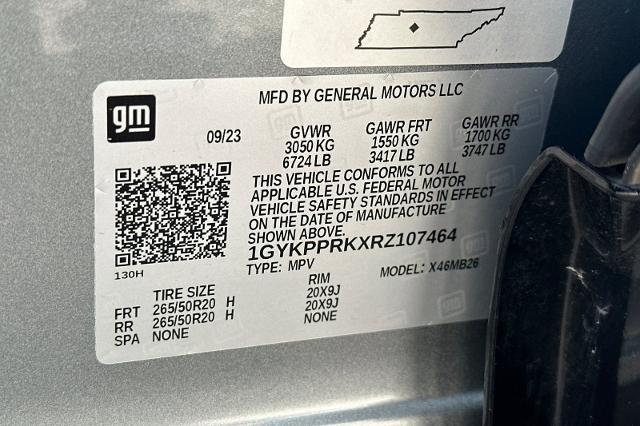 gm
MFD BY GENERAL MOTORS LLC
09/23 GVWR GAWR FRT GAWR RR
3050 KG 1550 KG 1700 KG
6724 LB 3417 LB 3747 LB
THIS VEHICLE CONFORMS TO ALL
APPLICABLE U.S. FEDERAL MOTOR
VEHICLE SAFETY STANDARDS IN EFFECT
ON THE DATE OF MANUFACTURE
SHOWN ABOVE.
1GYKPPRKXRZ107464
TYPE: MPV MODEL: X46MB26
130H
TIRE SIZE RIM
FRT 265/50R20 H 20X9J
RR 265/50R20 H 20X9J
SPA NONE NONE